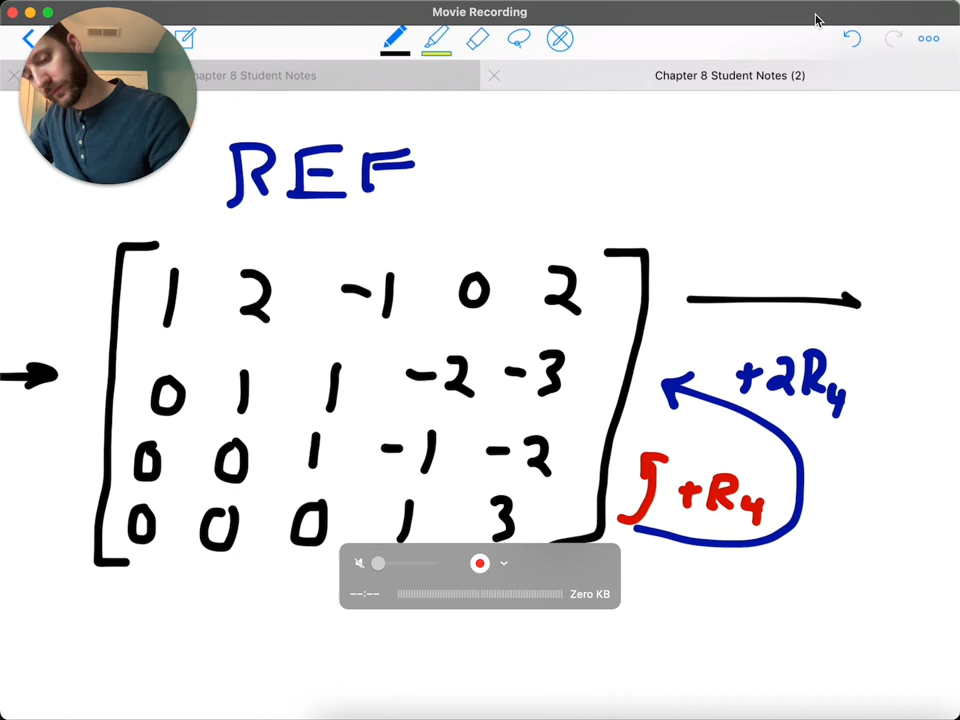 Movie Recording
hapter 8 Student Notes
Chapter 8 Student Notes (2)
REF
1 2 -1 0 2
0 1 1 -2 -3
+2R4
0 0 1 -1 -2
+R4
0 0 0 1 3
--:--
Zero KB